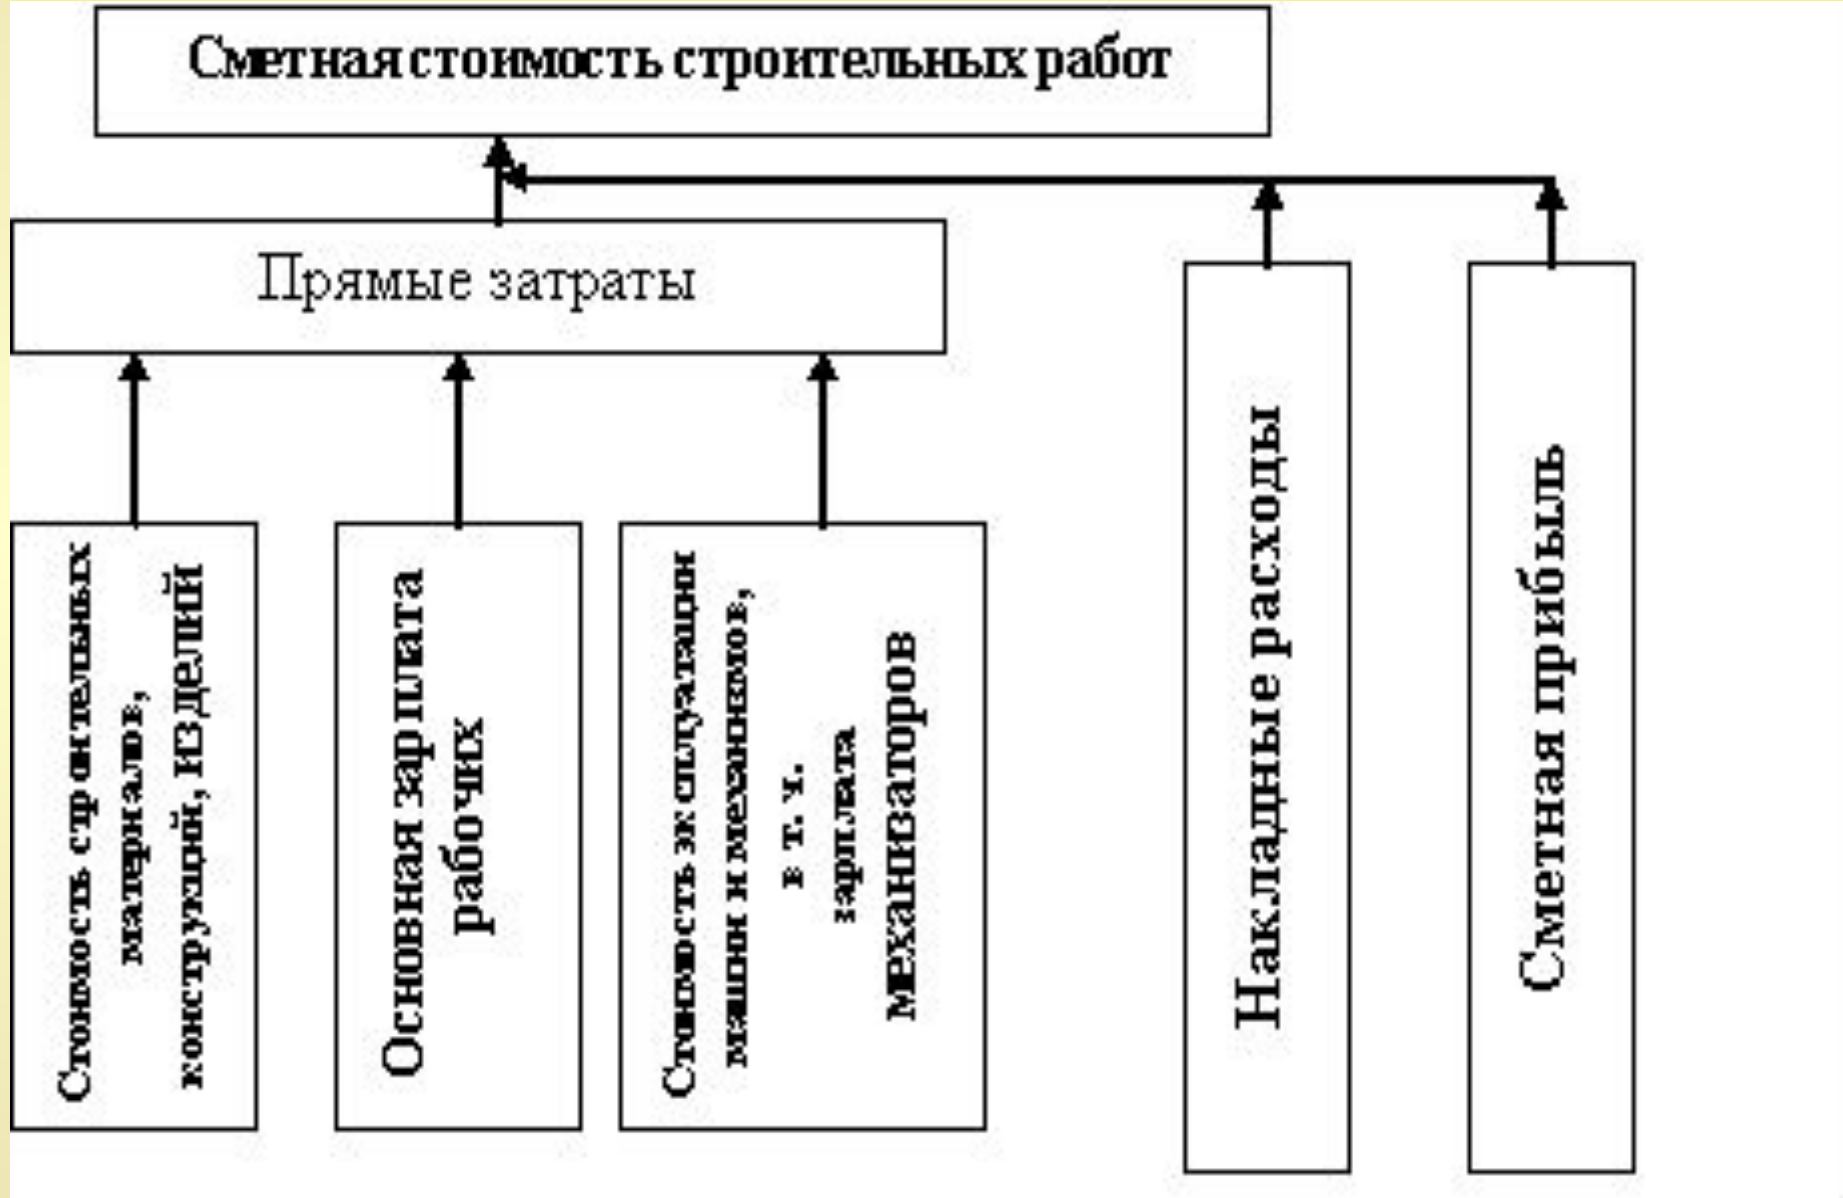 Сметная стоимость строительных работ
Прямые затраты
Стоимость строительных
материалов,
конструкций, изделий
Основная зарплата
рабочих
Стоимость эксплуатации
машин и механизмов,
в т. ч.
зарплата
механизаторов
Накладные расходы
Сметная прибыль